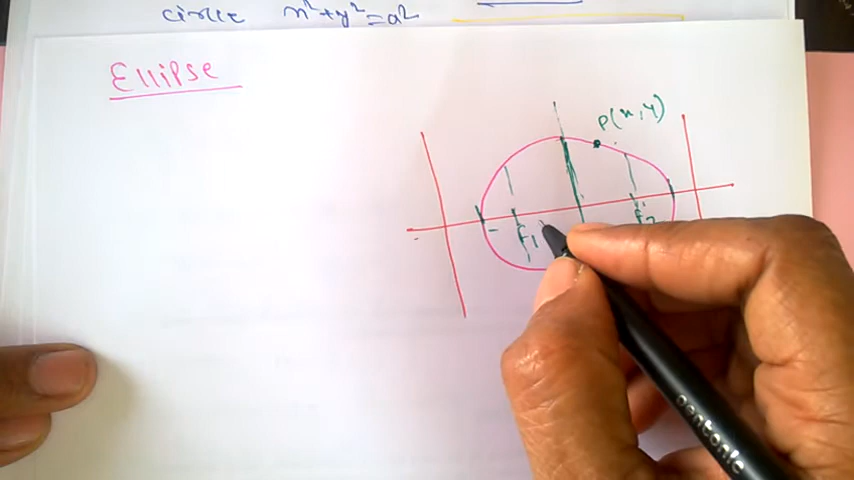 circle x²+y²=a²
Ellipse
P(x,y)
F₁
F₂
pentonic